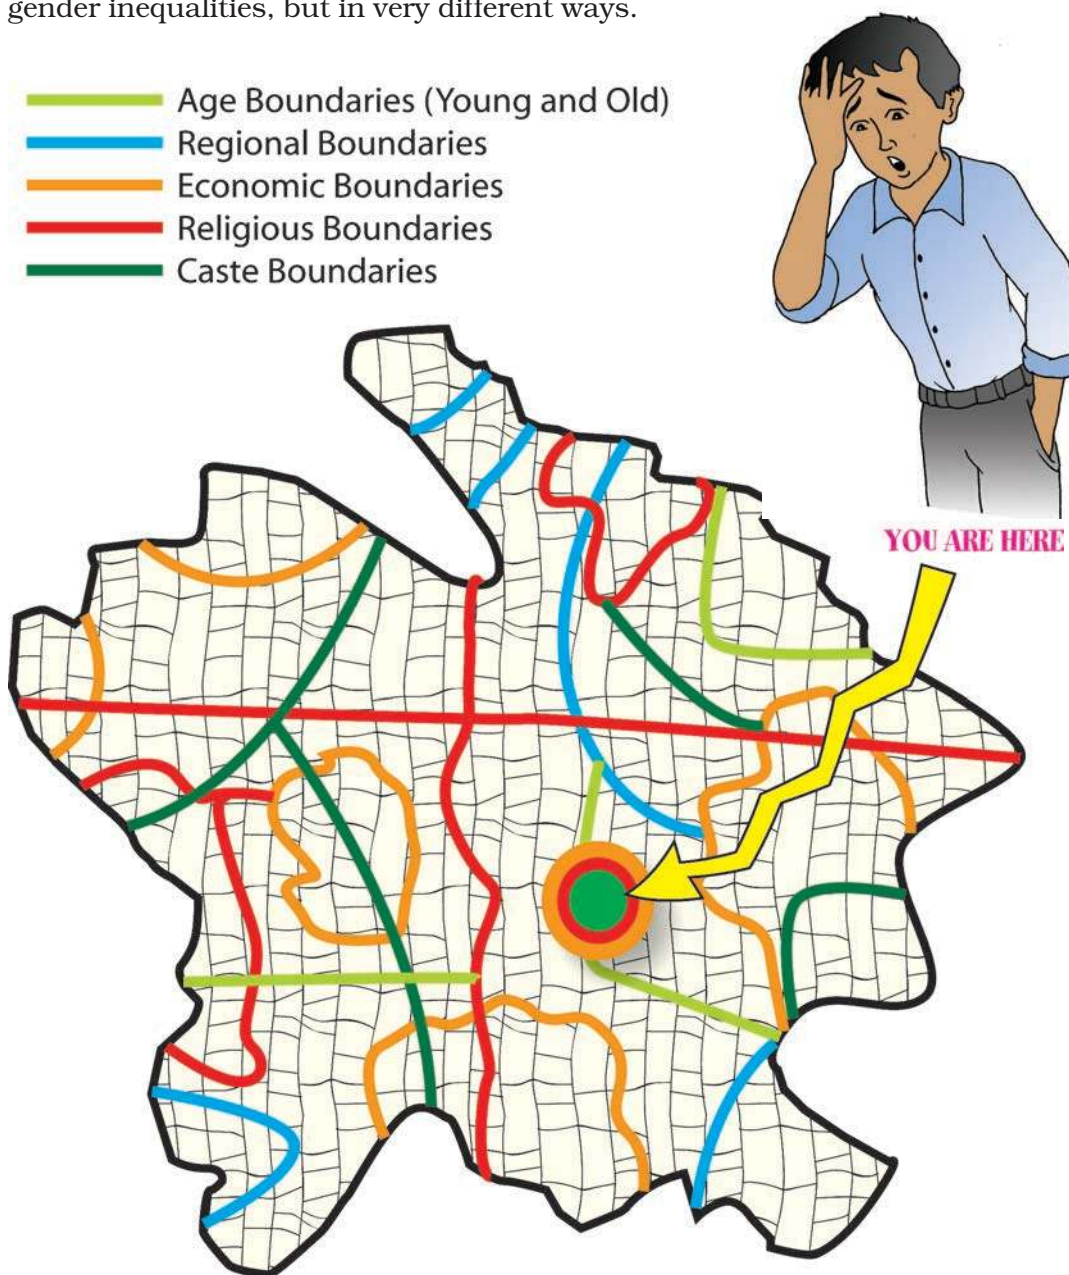 gender inequalities, but in very different ways.
Age Boundaries (Young and Old)
Regional Boundaries
Economic Boundaries
Religious Boundaries
Caste Boundaries
YOU ARE HERE